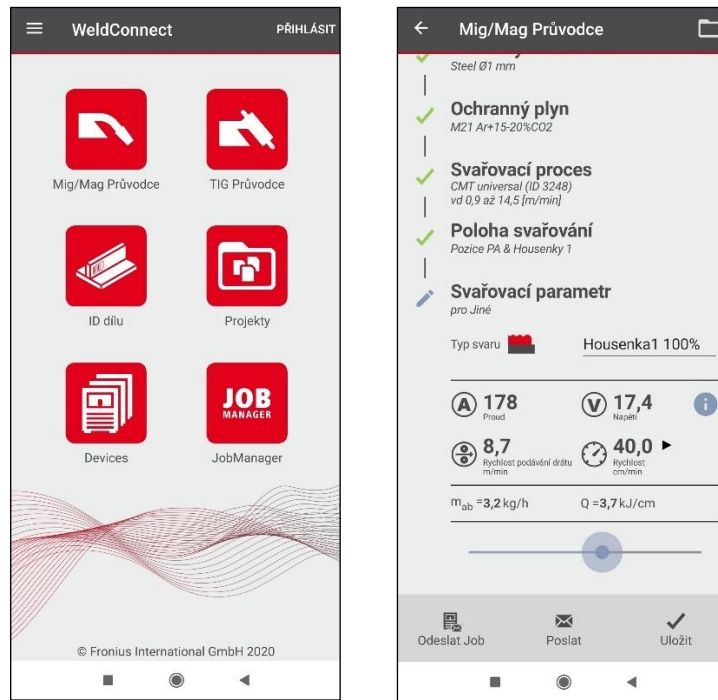 WeldConnect
PŘIHLÁSIT
Mig/Mag Průvodce
TIG Průvodce
ID dílu
Projekty
JOB
MANAGER
Devices
JobManager
© Fronius International GmbH 2020
Mig/Mag Průvodce
Steel Ø1 mm
Ochranný plyn
M21 Ar+15-20%CO2
Svařovací proces
CMT universal (ID 3248)
vd 0,9 až 14,5 [m/min]
Poloha svařování
Pozice PA & Housenky 1
Svařovací parametr
pro Jiné
Typ svaru
Housenka1 100%
A 178
Proud
V 17,4
Napětí
i
8,7
Rychlost podávání drátu
m/min
40,0
Rychlost
cm/min
mab =3,2 kg/h
Q =3,7 kJ/cm
Odeslat Job
Poslat
Uložit